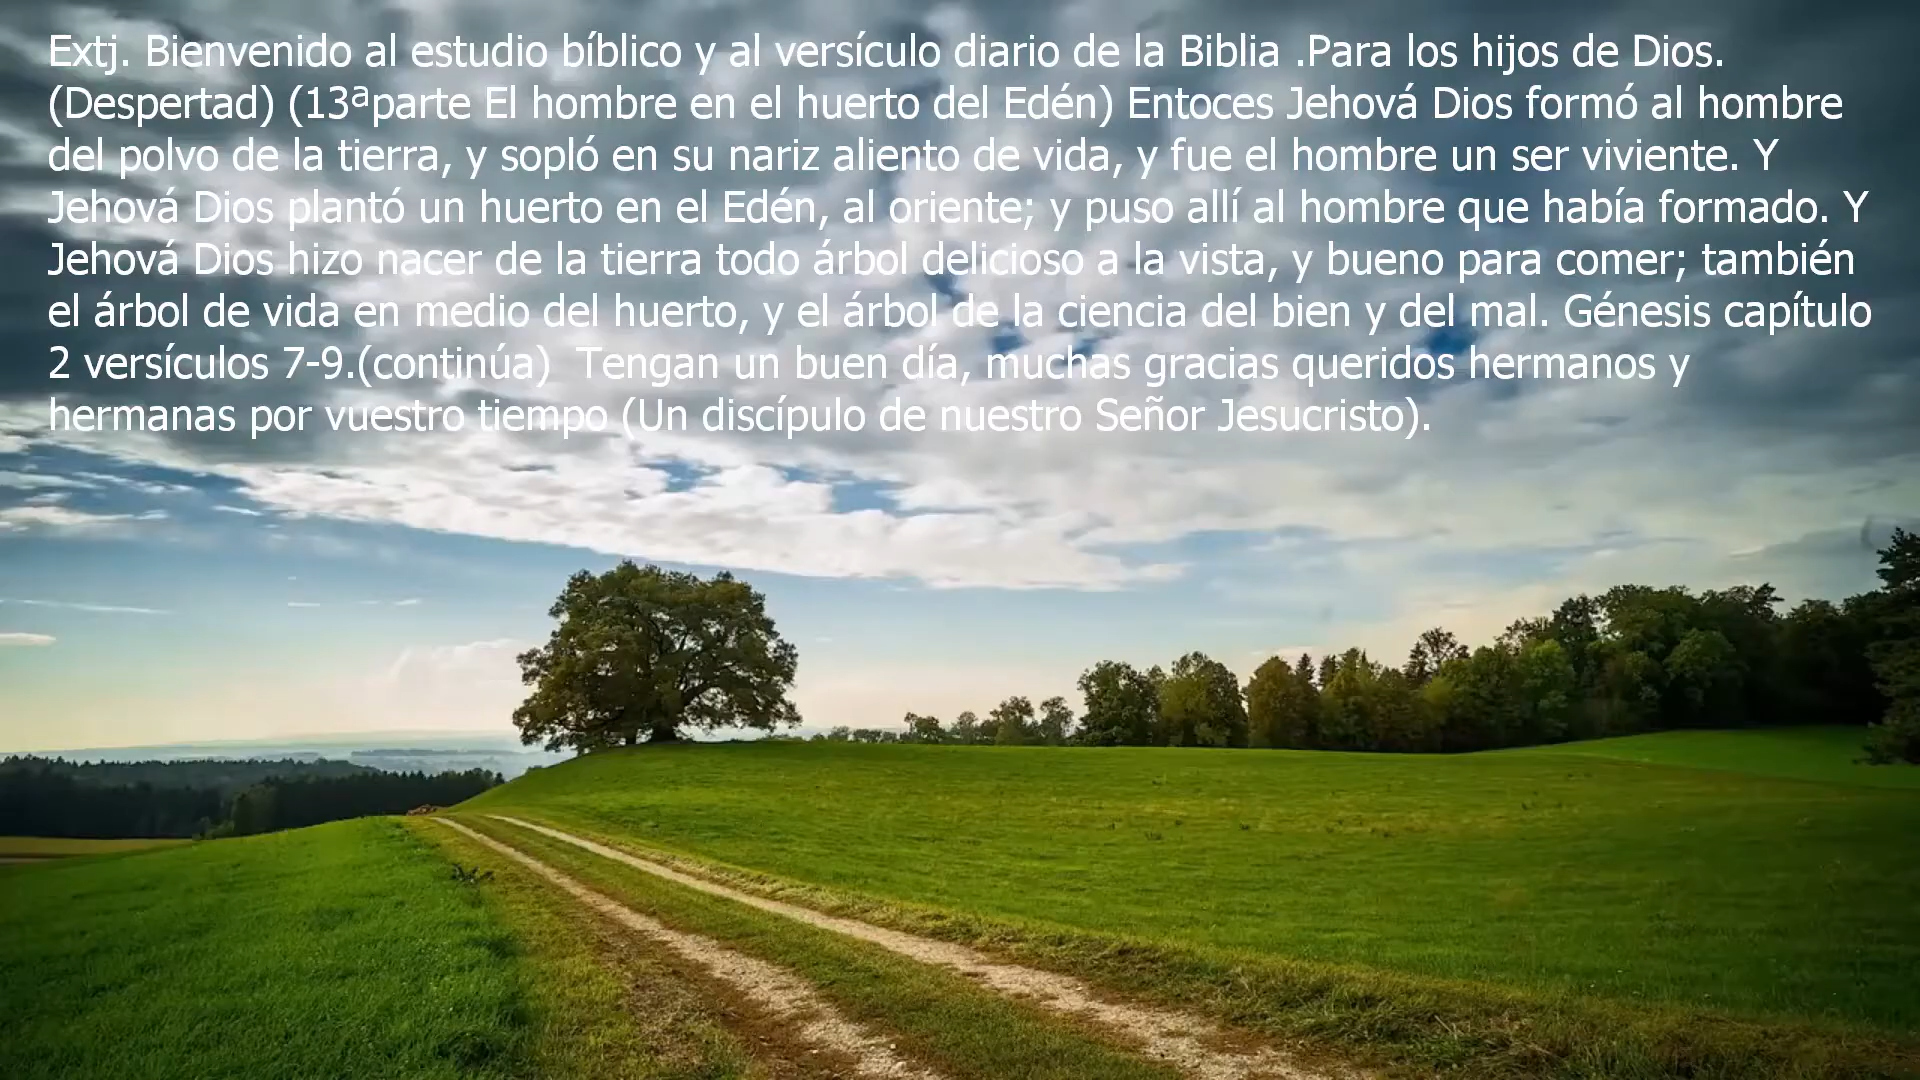 Extj. Bienvenido al estudio bíblico y al versículo diario de la Biblia .Para los hijos de Dios.
(Despertad) (13ªparte El hombre en el huerto del Edén) Entoces Jehová Dios formó al hombre
del polvo de la tierra, y sopló en su nariz aliento de vida, y fue el hombre un ser viviente. Y
Jehová Dios plantó un huerto en el Edén, al oriente; y puso allí al hombre que había formado. Y
Jehová Dios hizo nacer de la tierra todo árbol delicioso a la vista, y bueno para comer; también
el árbol de vida en medio del huerto, y el árbol de la ciencia del bien y del mal. Génesis capítulo
2 versículos 7-9.(continúa)  Tengan un buen día, muchas gracias queridos hermanos y
hermanas por vuestro tiempo (Un discípulo de nuestro Señor Jesucristo).